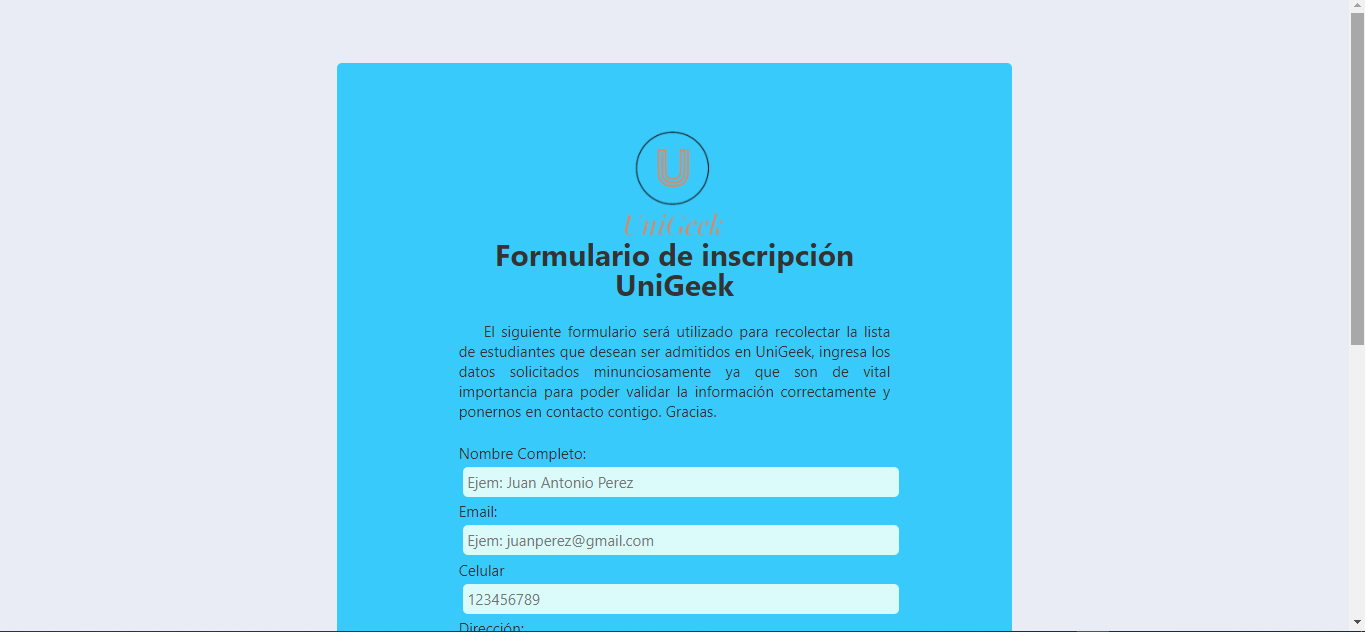 U
UniGeek
Formulario de inscripción
UniGeek
El siguiente formulario será utilizado para recolectar la lista
de estudiantes que desean ser admitidos en UniGeek, ingresa los
datos solicitados minunciosamente ya que son de vital
importancia para poder validar la información correctamente y
ponernos en contacto contigo. Gracias.
Nombre Completo:
Ejem: Juan Antonio Perez
Email:
Ejem: juanperez@gmail.com
Celular
123456789
Dirección: